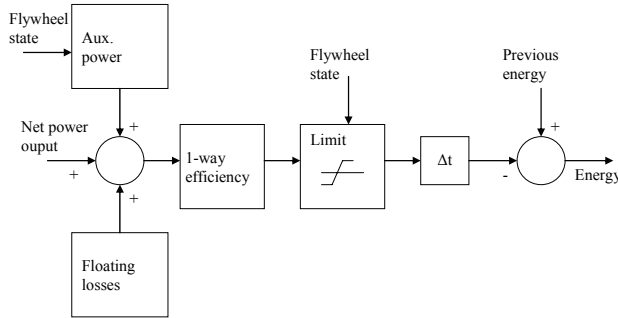 Flywheel
state
Aux.
power
Flywheel
state
Previous
energy
Net power
ouput
+
+
+
1-way
efficiency
Limit
Δt
+
-
Energy
Floating
losses